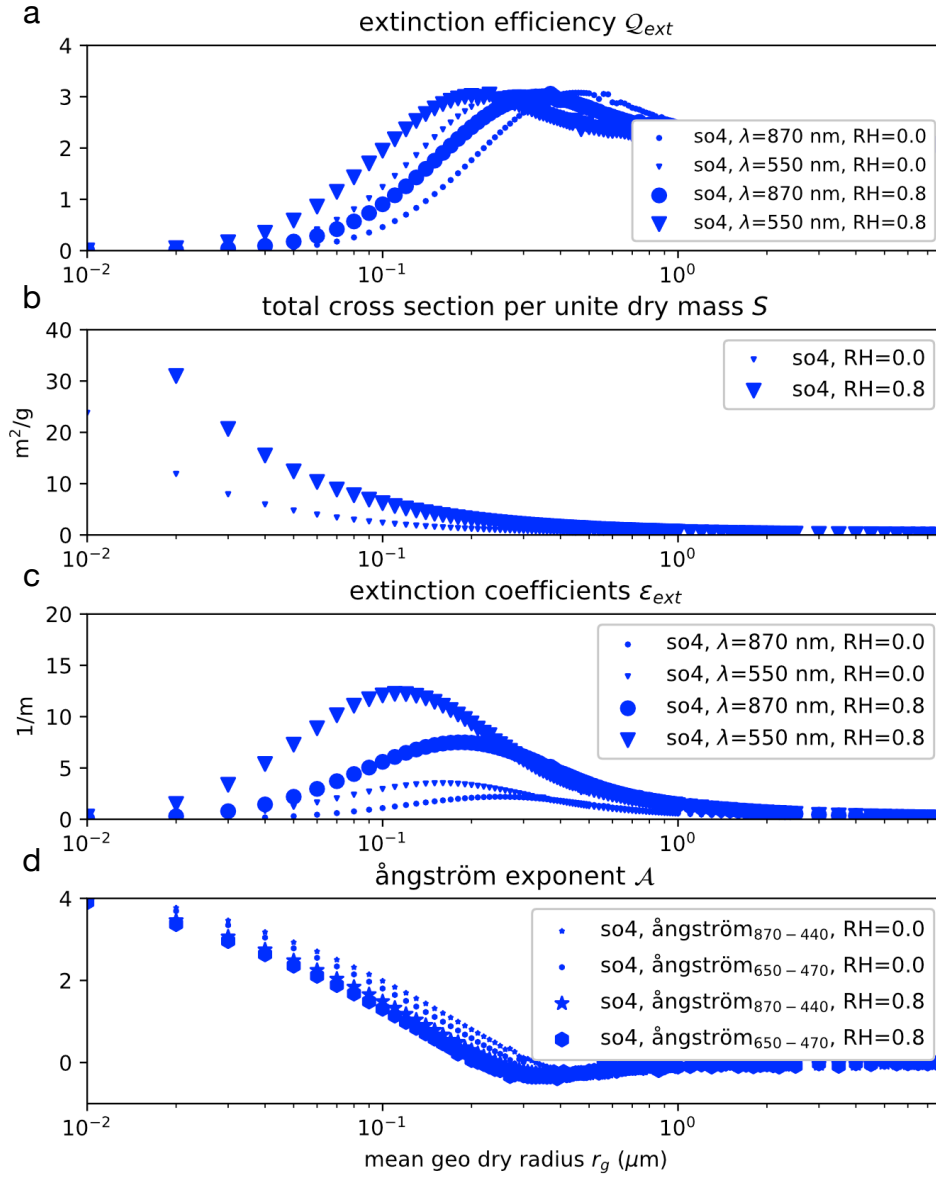 a
extinction efficiency 𝒬ext
4
3
2
1
0
so4, λ=870 nm, RH=0.0
so4, λ=550 nm, RH=0.0
so4, λ=870 nm, RH=0.8
so4, λ=550 nm, RH=0.8
10⁻² 10⁻¹ 10⁰
b
total cross section per unite dry mass S
40
30
20
10
0
m²/g
so4, RH=0.0
so4, RH=0.8
10⁻² 10⁻¹ 10⁰
c
extinction coefficients εext
20
15
10
5
0
1/m
so4, λ=870 nm, RH=0.0
so4, λ=550 nm, RH=0.0
so4, λ=870 nm, RH=0.8
so4, λ=550 nm, RH=0.8
10⁻² 10⁻¹ 10⁰
d
ångström exponent 𝒜
4
2
0
so4, ångström870−440, RH=0.0
so4, ångström650−470, RH=0.0
so4, ångström870−440, RH=0.8
so4, ångström650−470, RH=0.8
10⁻² 10⁻¹ 10⁰
mean geo dry radius rg (μm)